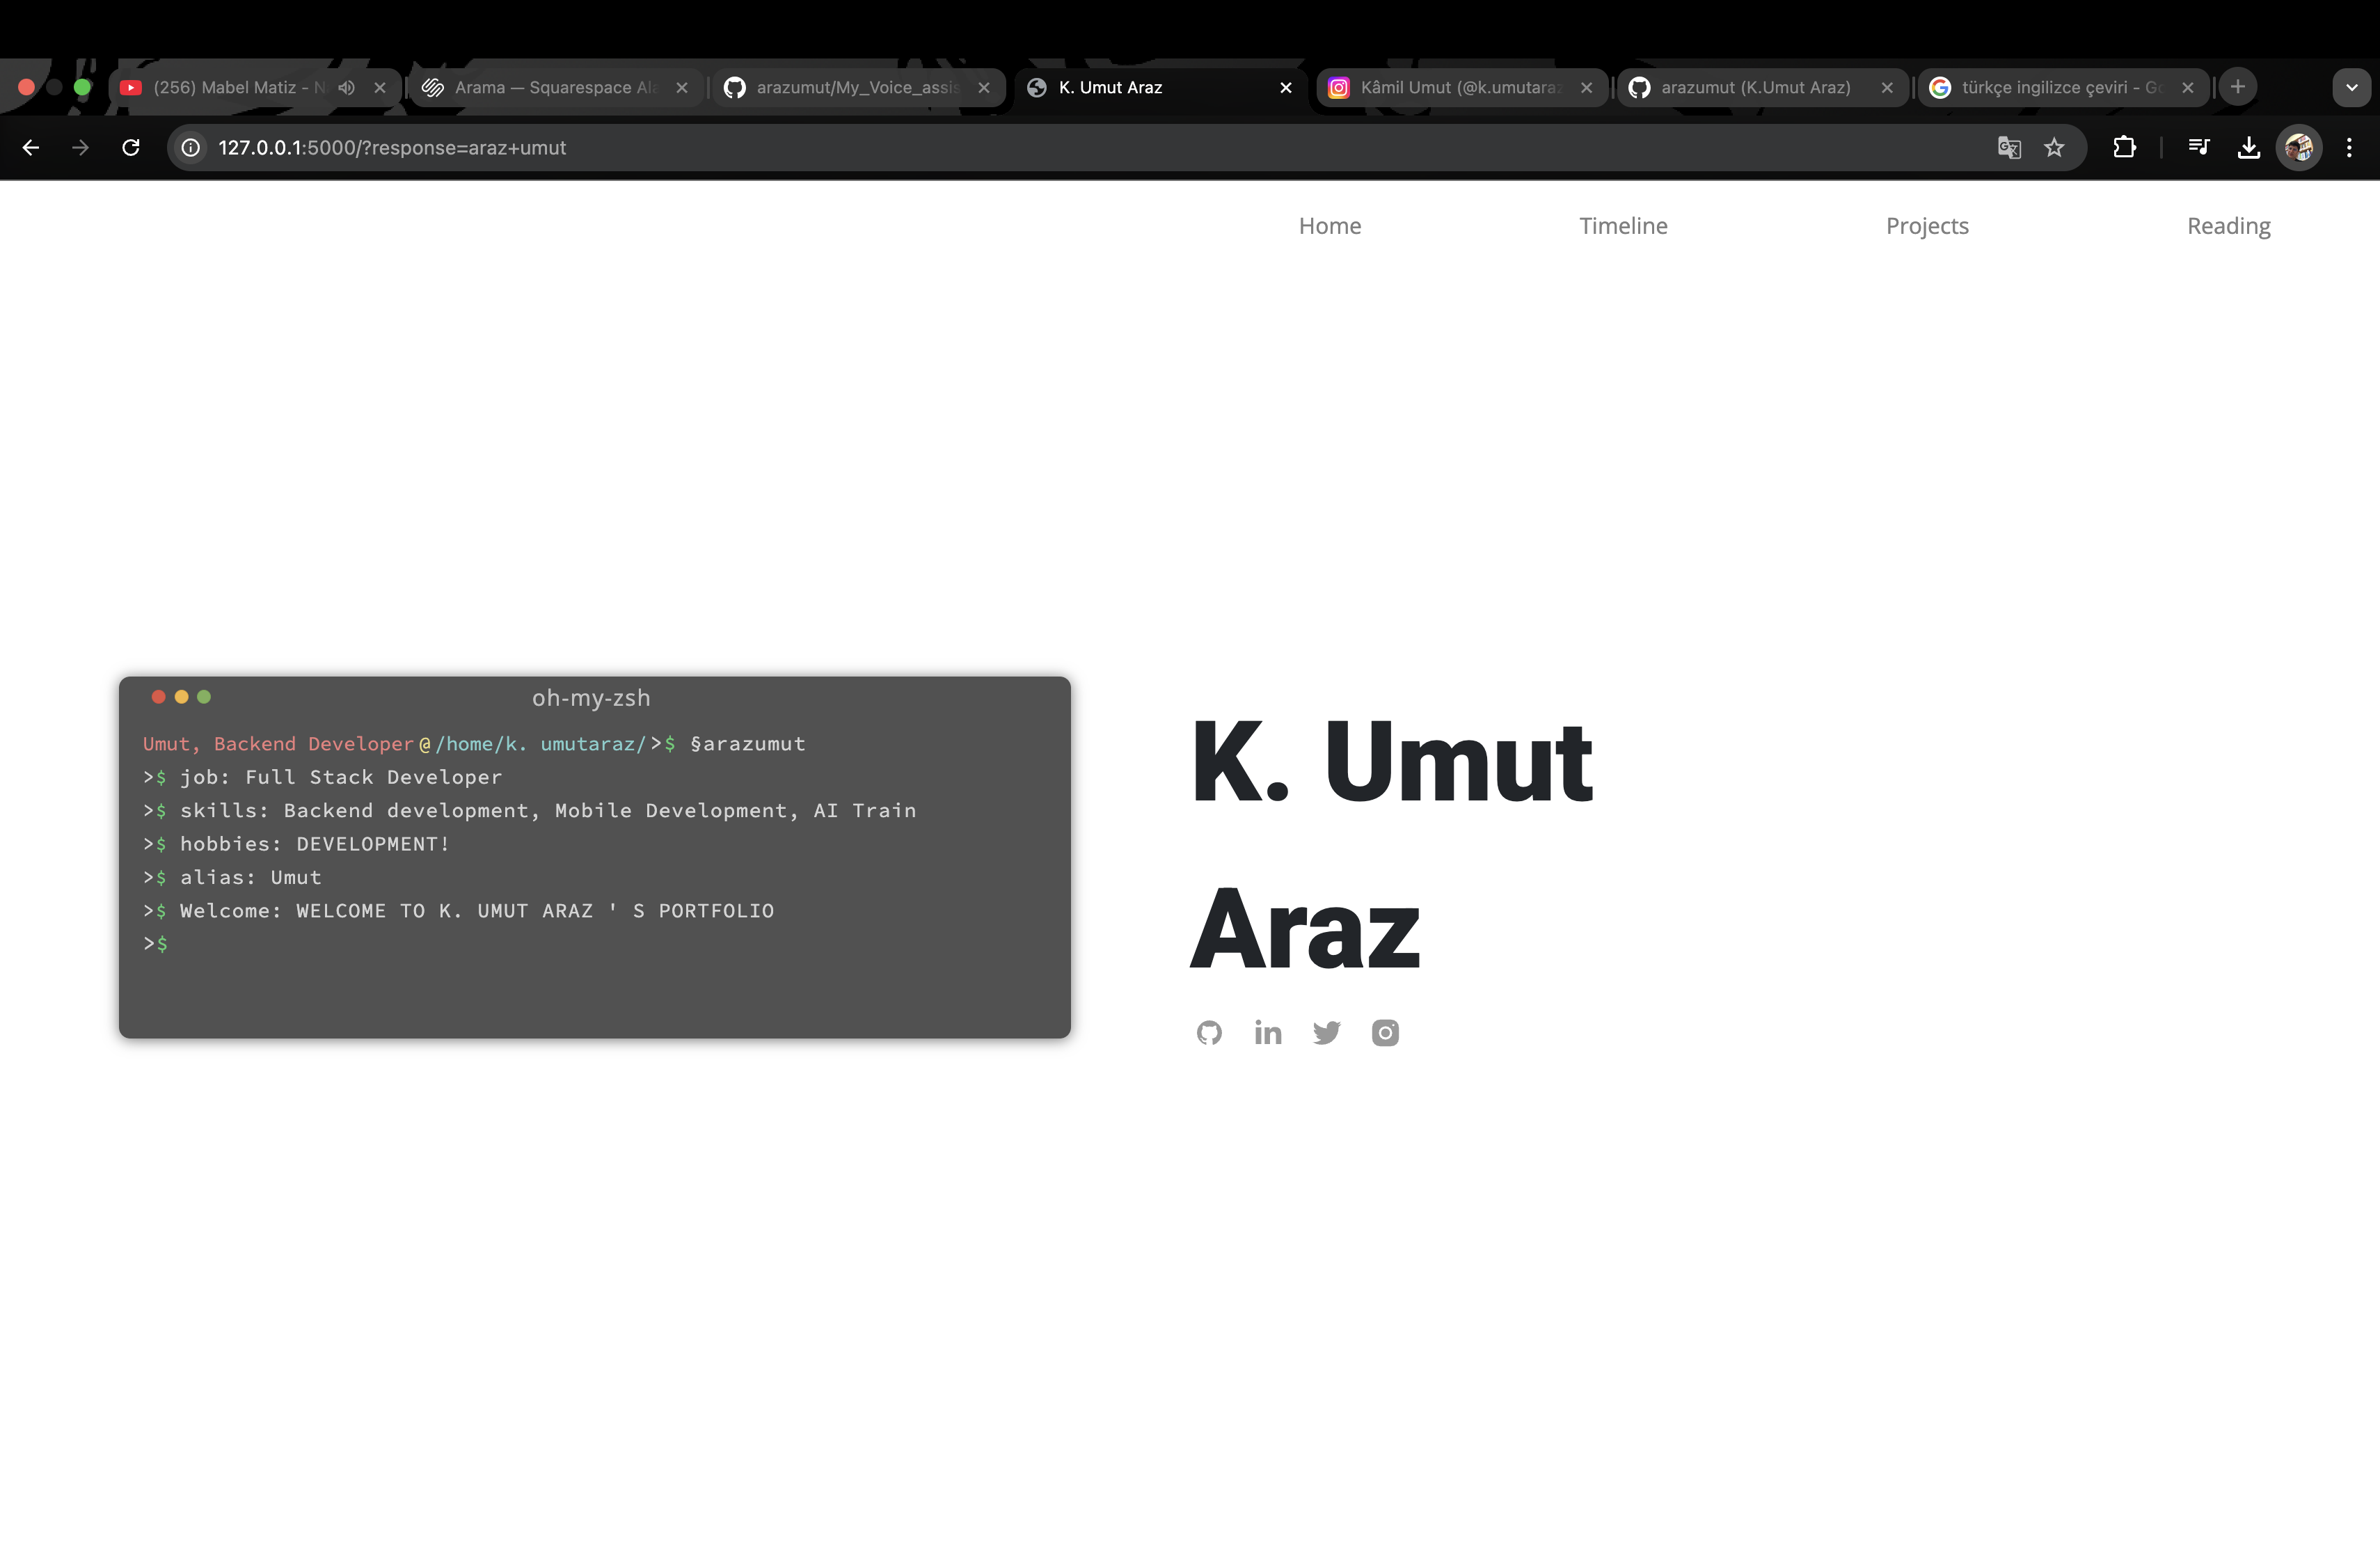 (256) Mabel Matiz - N
Arama — Squarespace Ala
arazumut/My_Voice_assis
K. Umut Araz
Kâmil Umut (@k.umutaraz
arazumut (K.Umut Araz)
türkçe ingilizce çeviri - Go
127.0.0.1:5000/?response=araz+umut
Home
Timeline
Projects
Reading
oh-my-zsh
Umut, Backend Developer@/home/k. umutaraz/>$ §arazumut
>$ job: Full Stack Developer
>$ skills: Backend development, Mobile Development, AI Train
>$ hobbies: DEVELOPMENT!
>$ alias: Umut
>$ Welcome: WELCOME TO K. UMUT ARAZ ' S PORTFOLIO
>$
K. Umut
Araz
in